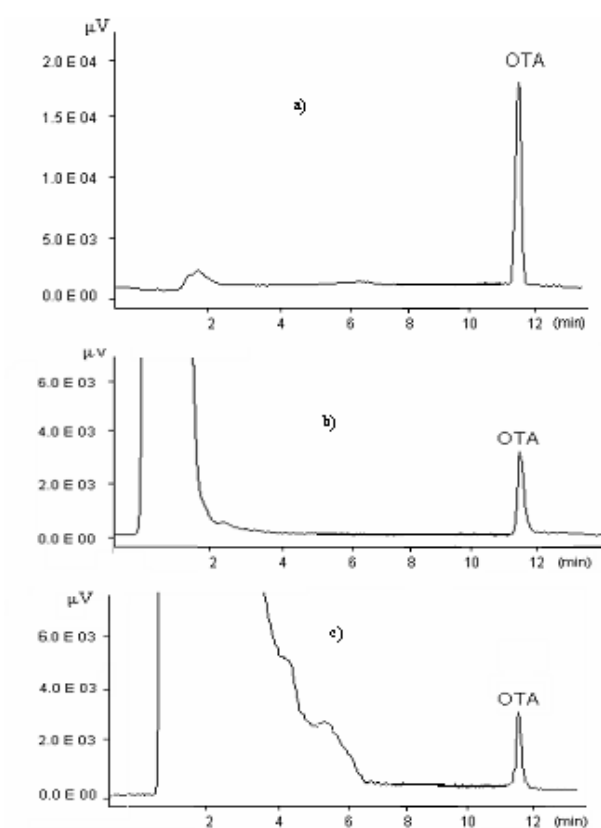 μV
2.0 E 04
OTA
1.5 E 04
a)
1.0 E 04
5.0 E 03
0.0 E 00
2 4 6 8 10 12 (min)
μV
6.0 E 03
4.0 E 03
b)
OTA
2.0 E 03
0.0 E 00
2 4 6 8 10 12 (min)
μV
6.0 E 03
c)
4.0 E 03
OTA
2.0 E 03
0.0 E 00
2 4 6 8 10 12 (min)